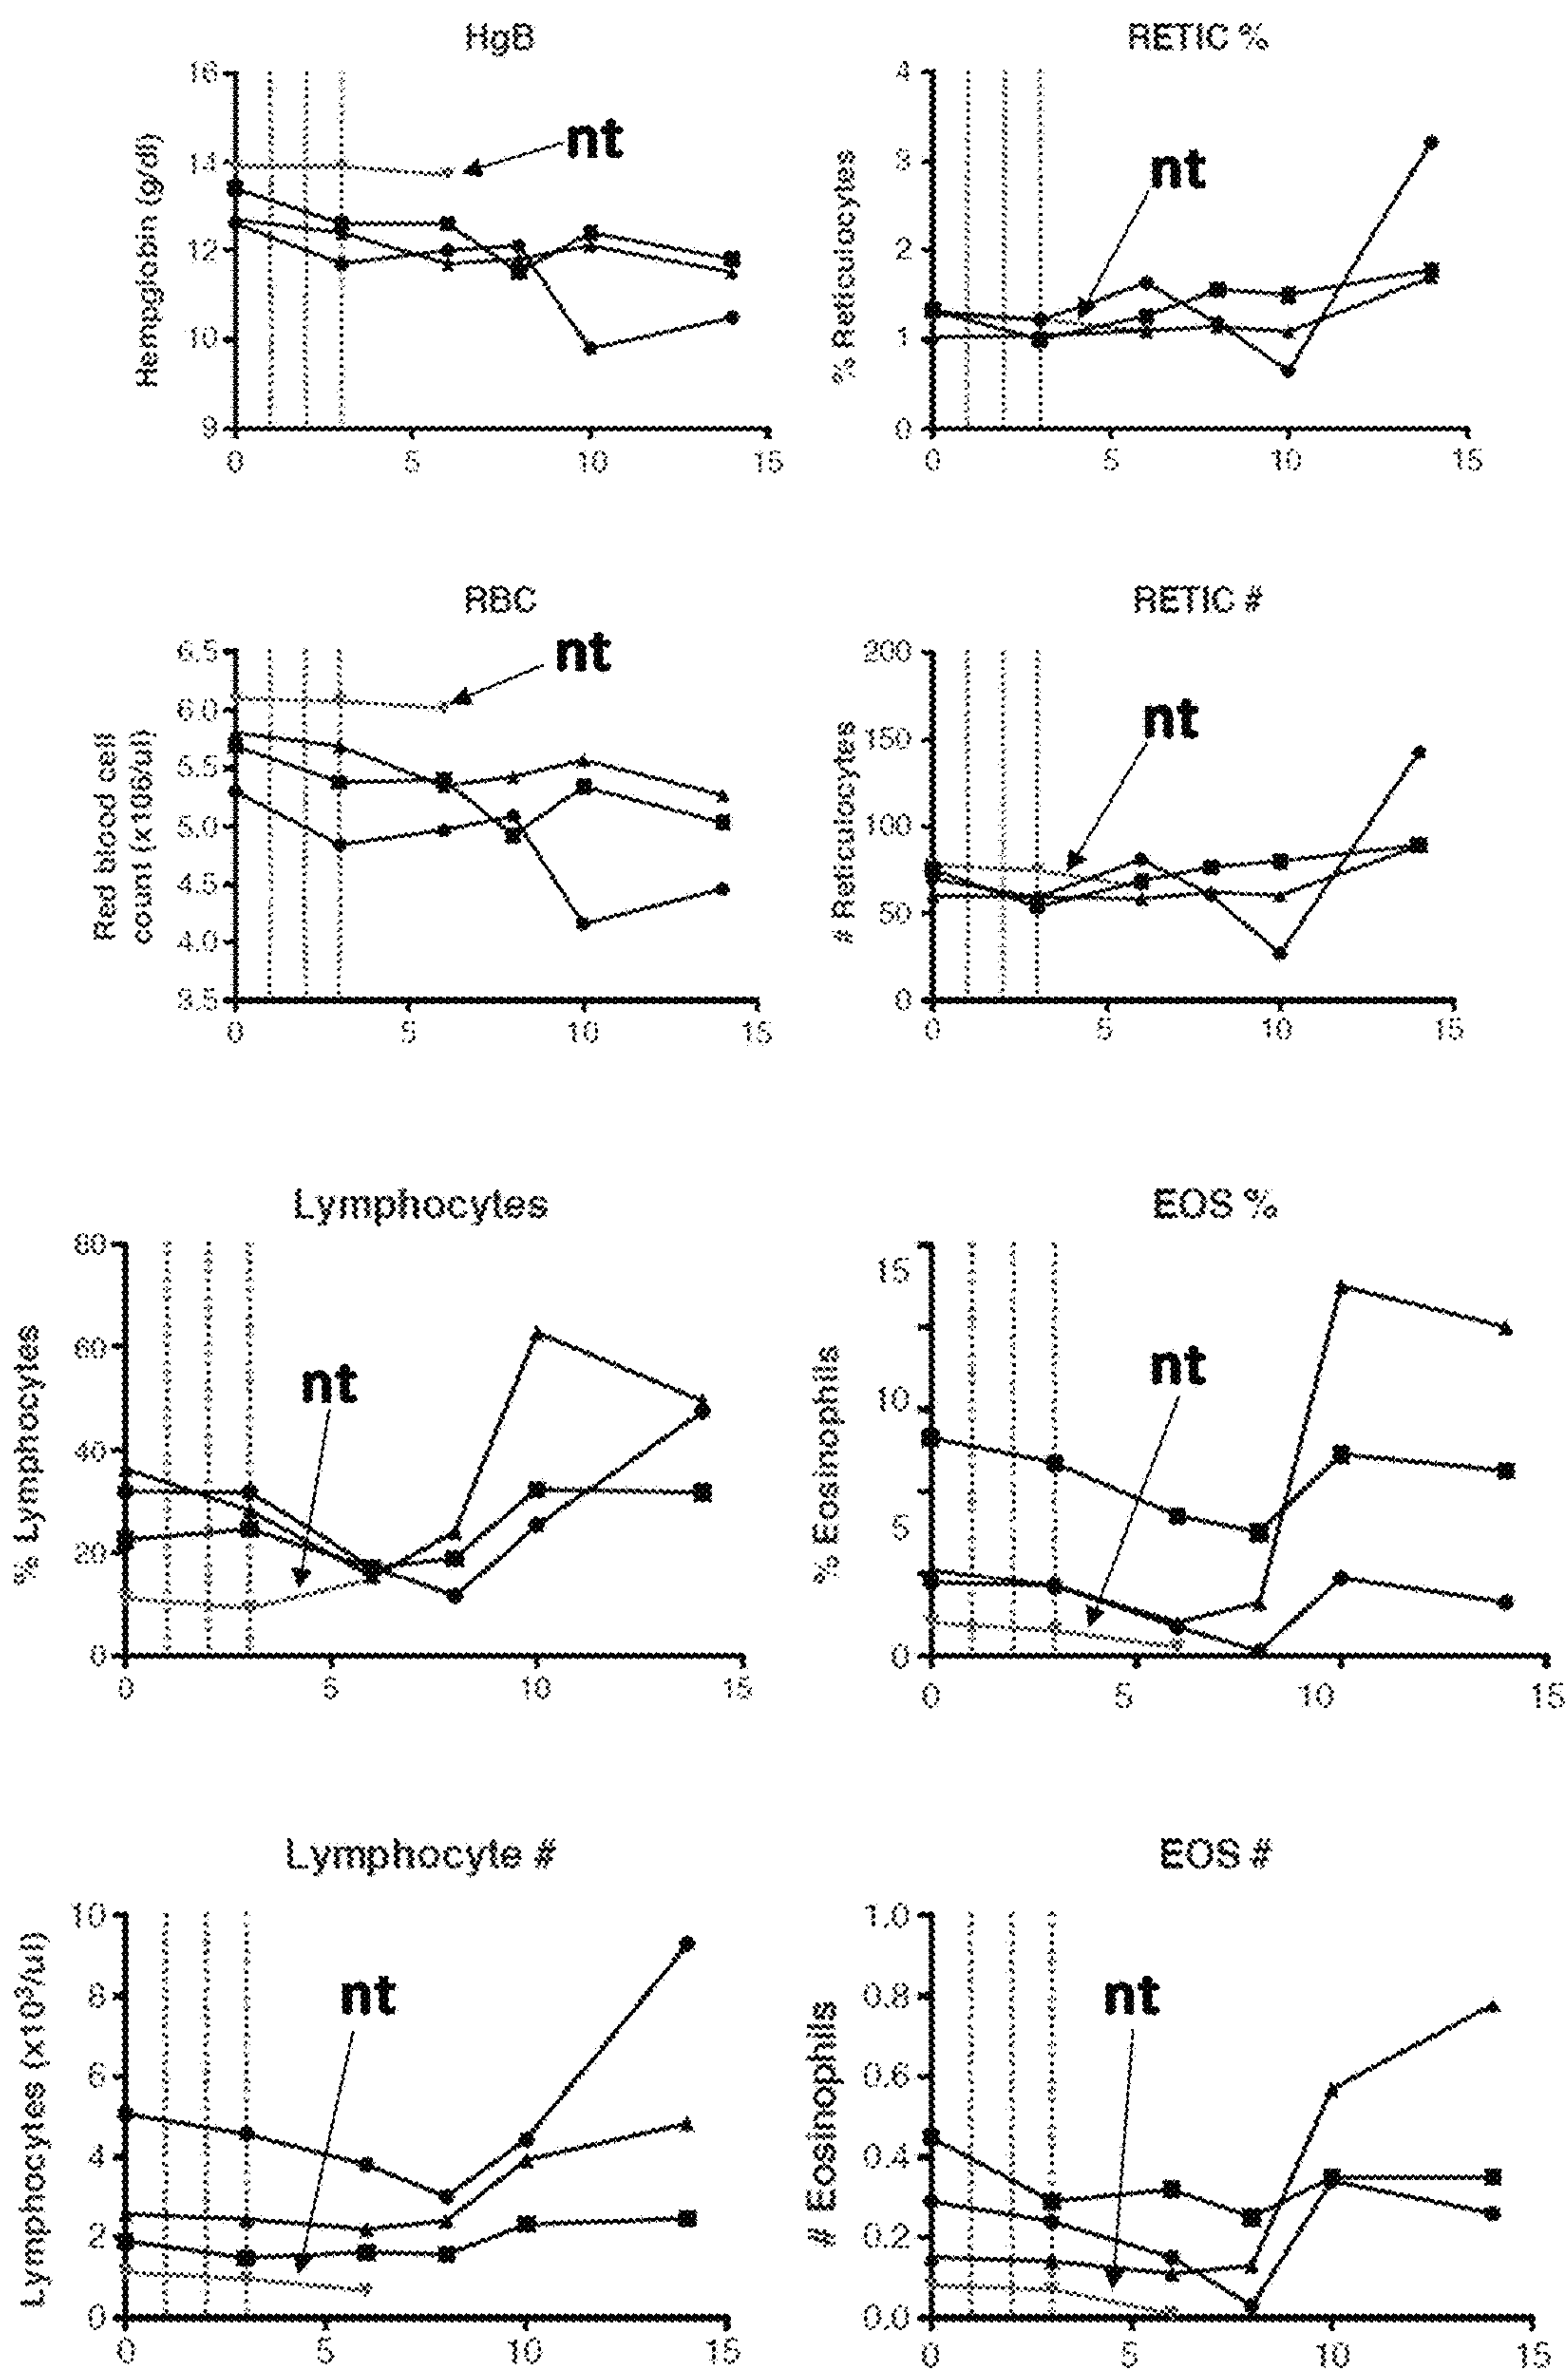 HgB
Hempglobin (g/dl)
16
14
12
10
9
0 5 10 15
nt
RETIC %
% Reticulocytes
4
3
2
1
0
0 5 10 15
nt
RBC
Red blood cell
count (x106/ul)
6.5
6.0
5.5
5.0
4.5
4.0
3.5
0 5 10 15
nt
RETIC #
# Reticulocytes
200
150
100
50
0
0 5 10 15
nt
Lymphocytes
% Lymphocytes
80
60
40
20
0
0 5 10 15
nt
EOS %
% Eosinophils
15
10
5
0
0 5 10 15
nt
Lymphocyte #
Lymphocytes (x10³/ul)
10
8
6
4
2
0
0 5 10 15
nt
EOS #
# Eosinophils
1.0
0.8
0.6
0.4
0.2
0.0
0 5 10 15
nt